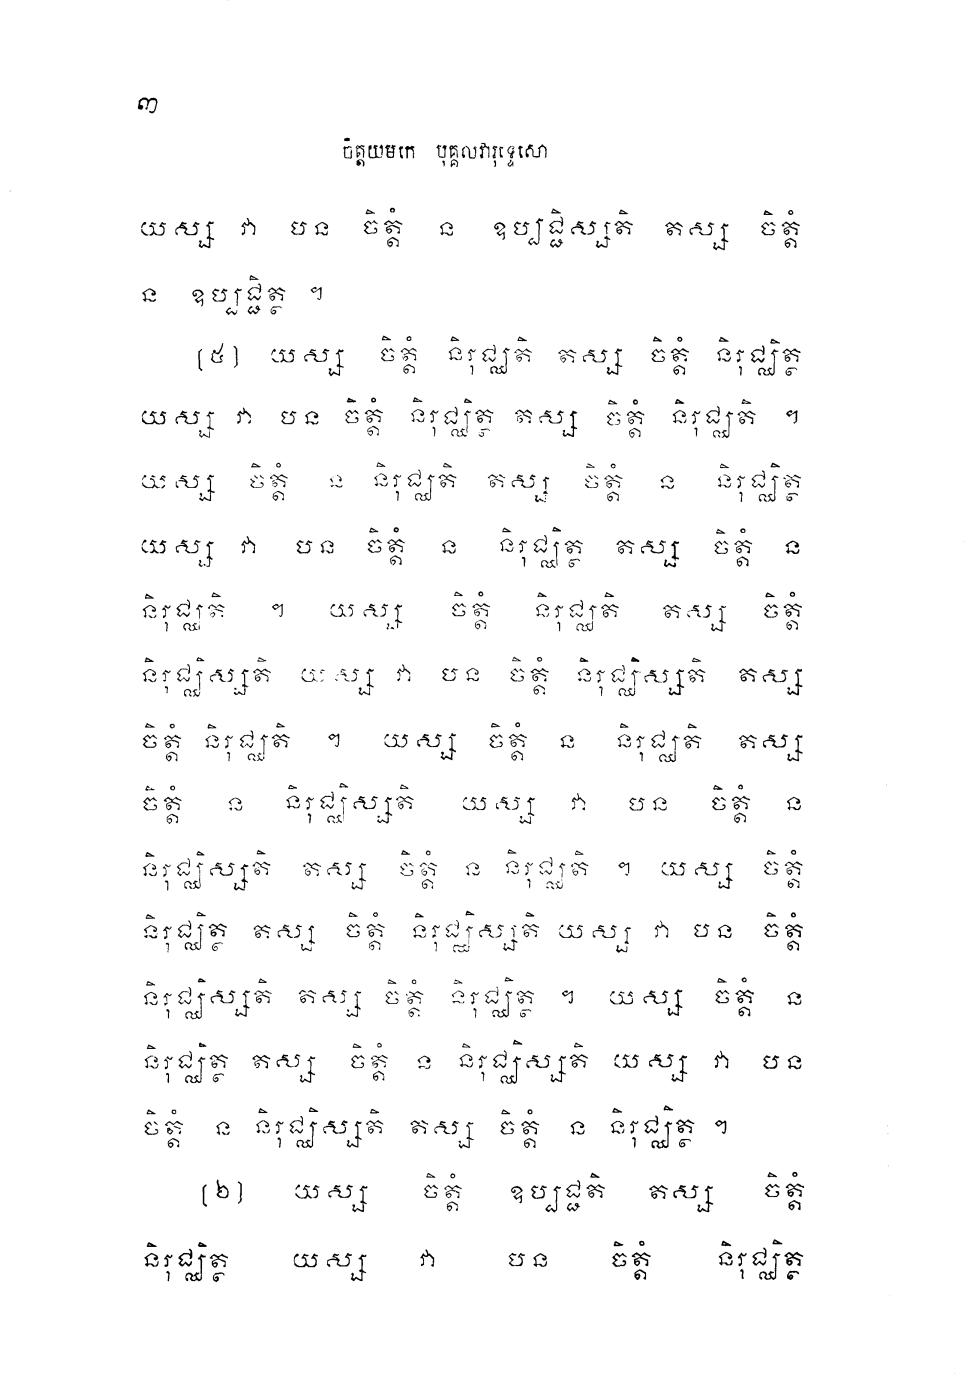 ៣
ចិត្តយមកេ បុគ្គលវារុទ្ទេសោ
យស្ស វា បន ចិត្តំ ន ឧប្បជ្ជិស្សតិ តស្ស ចិត្តំ
ន ឧប្បជ្ជិត្ថ ។
(៥) យស្ស ចិត្តំ និរុជ្ឈតិ តស្ស ចិត្តំ និរុជ្ឈិត្ថ
យស្ស វា បន ចិត្តំ និរុជ្ឈិត្ថ តស្ស ចិត្តំ និរុជ្ឈតិ ។
យស្ស ចិត្តំ ន និរុជ្ឈតិ តស្ស ចិត្តំ ន និរុជ្ឈិត្ថ
យស្ស វា បន ចិត្តំ ន និរុជ្ឈិត្ថ តស្ស ចិត្តំ ន
និរុជ្ឈតិ ។ យស្ស ចិត្តំ និរុជ្ឈតិ តស្ស ចិត្តំ
និរុជ្ឈិស្សតិ យស្ស វា បន ចិត្តំ និរុជ្ឈិស្សតិ តស្ស
ចិត្តំ និរុជ្ឈតិ ។ យស្ស ចិត្តំ ន និរុជ្ឈតិ តស្ស
ចិត្តំ ន និរុជ្ឈិស្សតិ យស្ស វា បន ចិត្តំ ន
និរុជ្ឈិស្សតិ តស្ស ចិត្តំ ន និរុជ្ឈតិ ។ យស្ស ចិត្តំ
និរុជ្ឈិត្ថ តស្ស ចិត្តំ និរុជ្ឈិស្សតិ យស្ស វា បន ចិត្តំ
និរុជ្ឈិស្សតិ តស្ស ចិត្តំ និរុជ្ឈិត្ថ ។ យស្ស ចិត្តំ ន
និរុជ្ឈិត្ថ តស្ស ចិត្តំ ន និរុជ្ឈិស្សតិ យស្ស វា បន
ចិត្តំ ន និរុជ្ឈិស្សតិ តស្ស ចិត្តំ ន និរុជ្ឈិត្ថ ។
(៦) យស្ស ចិត្តំ ឧប្បជ្ជតិ តស្ស ចិត្តំ
និរុជ្ឈិត្ថ យស្ស វា បន ចិត្តំ និរុជ្ឈិត្ថ